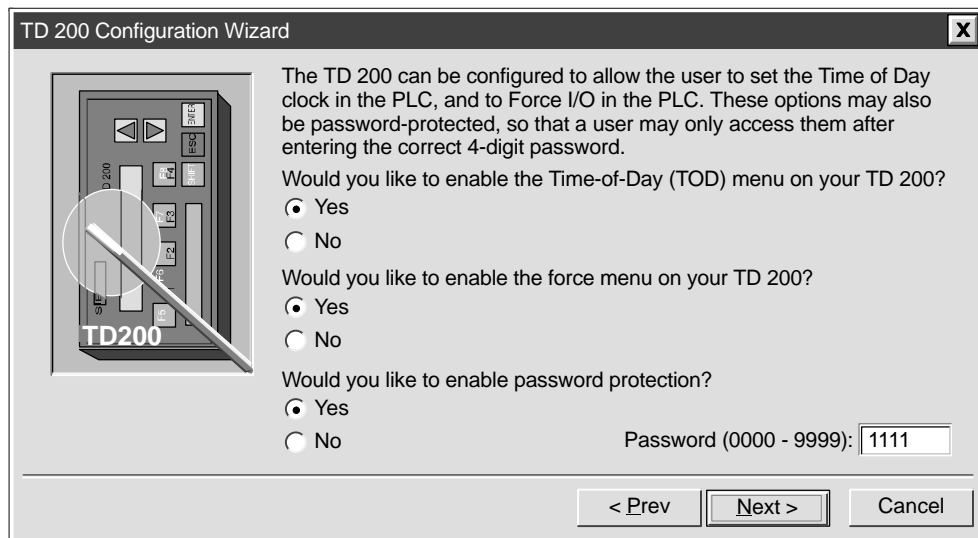 TD 200 Configuration Wizard
X
The TD 200 can be configured to allow the user to set the Time of Day
clock in the PLC, and to Force I/O in the PLC. These options may also
be password-protected, so that a user may only access them after
entering the correct 4-digit password.
Would you like to enable the Time-of-Day (TOD) menu on your TD 200?
Yes
No
Would you like to enable the force menu on your TD 200?
Yes
No
Would you like to enable password protection?
Yes
No
Password (0000 - 9999): 1111
< Prev
Next >
Cancel
ENTER
ESC
SHIFT
F8
F4
F7
F3
F6
F2
F5
TD200